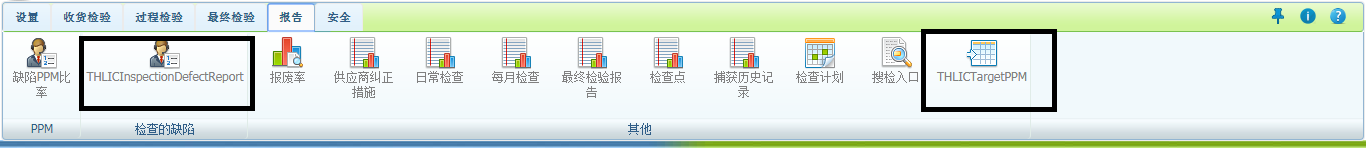 设置 收货检验 过程检验 最终检验 报告 安全
缺陷PPM比
率
THLICInspectionDefectReport
报废率
供应商纠正
措施
日常检查
每月检查
最终检验报
告
检查点
捕获历史记
录
检查计划
搜检入口
THLICTargetPPM
PPM 检查的缺陷 其他